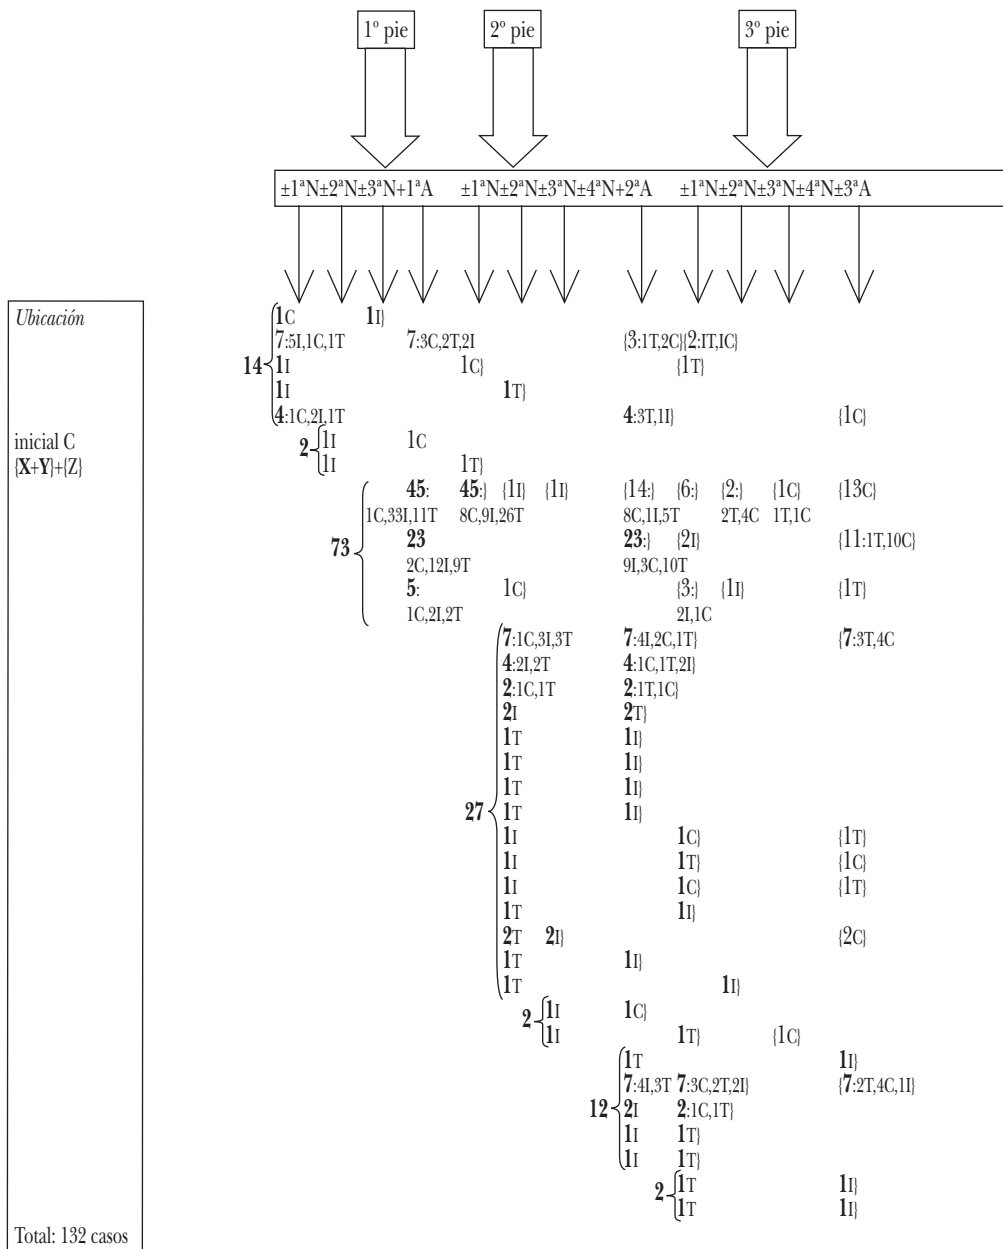 1º pie 2º pie 3º pie
±1ªN±2ªN±3ªN+1ªA ±1ªN±2ªN±3ªN±4ªN+2ªA ±1ªN±2ªN±3ªN±4ªN±3ªA
Ubicación 1C 1I}
7:5I,1C,1T 7:3C,2T,2I {3:1T,2C}{2:IT,IC}
14 1I 1C} {1T}
1I 1T}
4:1C,2I,1T 4:3T,1I} {1C}
inicial C 2 1I 1C
{X+Y}+{Z} 1I 1T}
45: 45:} {1I} {1I} {14:} {6:} {2:} {1C} {13C}
1C,33I,11T 8C,9I,26T 8C,1I,5T 2T,4C 1T,1C
73 23 23:} {2I} {11:1T,10C}
2C,12I,9T 9I,3C,10T
5: 1C} {3:} {1I} {1T}
1C,2I,2T 2I,1C
7:1C,3I,3T 7:4I,2C,1T} {7:3T,4C
4:2I,2T 4:1C,1T,2I}
2:1C,1T 2:1T,1C}
2I 2T}
1T 1I}
1T 1I}
1T 1I}
27 1T 1I}
1I 1C} {1T}
1I 1T} {1C}
1I 1C} {1T}
1T 1I}
2T 2I} {2C}
1T 1I}
1T 1I}
2 1I 1C}
1I 1T} {1C}
1T 1I}
7:4I,3T 7:3C,2T,2I} {7:2T,4C,1I}
12 2I 2:1C,1T}
1I 1T}
1I 1T}
2 1T 1I}
1T 1I}
Total: 132 casos